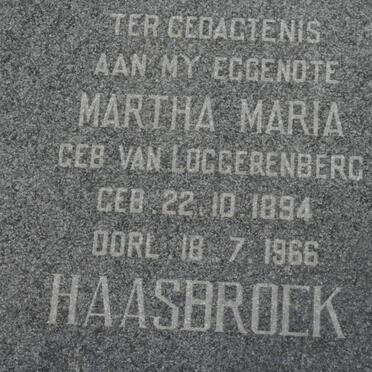 TER GEDAGTENIS
AAN MY EGGENOTE
MARTHA MARIA
GEB VAN LOGGERENBERG
GEB. 22.10.1894
OORL. 18.7.1966
HAASBROEK